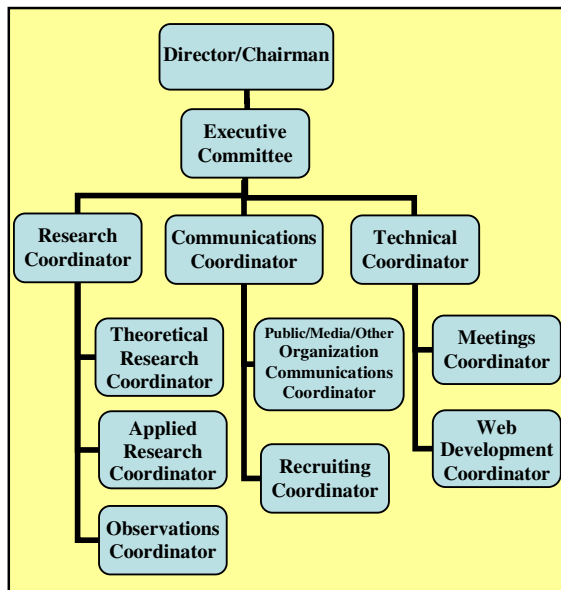 Director/Chairman
Executive
Committee
Research
Coordinator
Communications
Coordinator
Technical
Coordinator
Theoretical
Research
Coordinator
Public/Media/Other
Organization
Communications
Coordinator
Meetings
Coordinator
Applied
Research
Coordinator
Recruiting
Coordinator
Web
Development
Coordinator
Observations
Coordinator